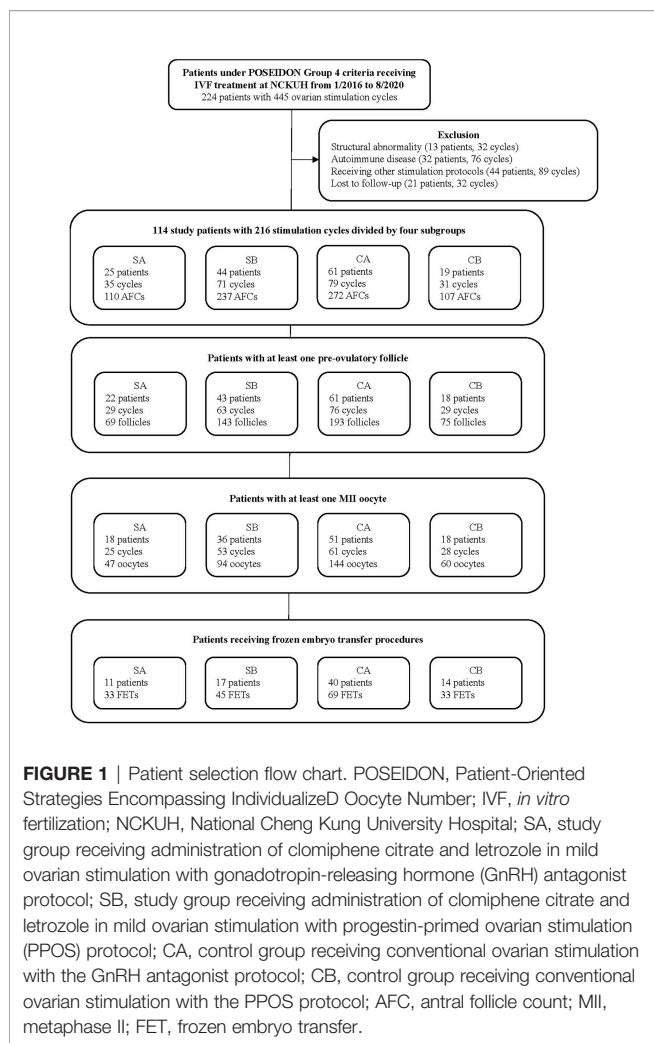 Patients under POSEIDON Group 4 criteria receiving
IVF treatment at NCKUH from 1/2016 to 8/2020
224 patients with 445 ovarian stimulation cycles
Exclusion
Structural abnormality (13 patients, 32 cycles)
Autoimmune disease (32 patients, 76 cycles)
Receiving other stimulation protocols (44 patients, 89 cycles)
Lost to follow-up (21 patients, 32 cycles)
114 study patients with 216 stimulation cycles divided by four subgroups
SA
25 patients
35 cycles
110 AFCs
SB
44 patients
71 cycles
237 AFCs
CA
61 patients
79 cycles
272 AFCs
CB
19 patients
31 cycles
107 AFCs
Patients with at least one pre-ovulatory follicle
SA
22 patients
29 cycles
69 follicles
SB
43 patients
63 cycles
143 follicles
CA
61 patients
76 cycles
193 follicles
CB
18 patients
29 cycles
75 follicles
Patients with at least one MII oocyte
SA
18 patients
25 cycles
47 oocytes
SB
36 patients
53 cycles
94 oocytes
CA
51 patients
61 cycles
144 oocytes
CB
18 patients
28 cycles
60 oocytes
Patients receiving frozen embryo transfer procedures
SA
11 patients
33 FETs
SB
17 patients
45 FETs
CA
40 patients
69 FETs
CB
14 patients
33 FETs
FIGURE 1 | Patient selection flow chart. POSEIDON, Patient-Oriented
Strategies Encompassing IndividualizeD Oocyte Number; IVF, in vitro
fertilization; NCKUH, National Cheng Kung University Hospital; SA, study
group receiving administration of clomiphene citrate and letrozole in mild
ovarian stimulation with gonadotropin-releasing hormone (GnRH) antagonist
protocol; SB, study group receiving administration of clomiphene citrate and
letrozole in mild ovarian stimulation with progestin-primed ovarian stimulation
(PPOS) protocol; CA, control group receiving conventional ovarian stimulation
with the GnRH antagonist protocol; CB, control group receiving conventional
ovarian stimulation with the PPOS protocol; AFC, antral follicle count; MII,
metaphase II; FET, frozen embryo transfer.